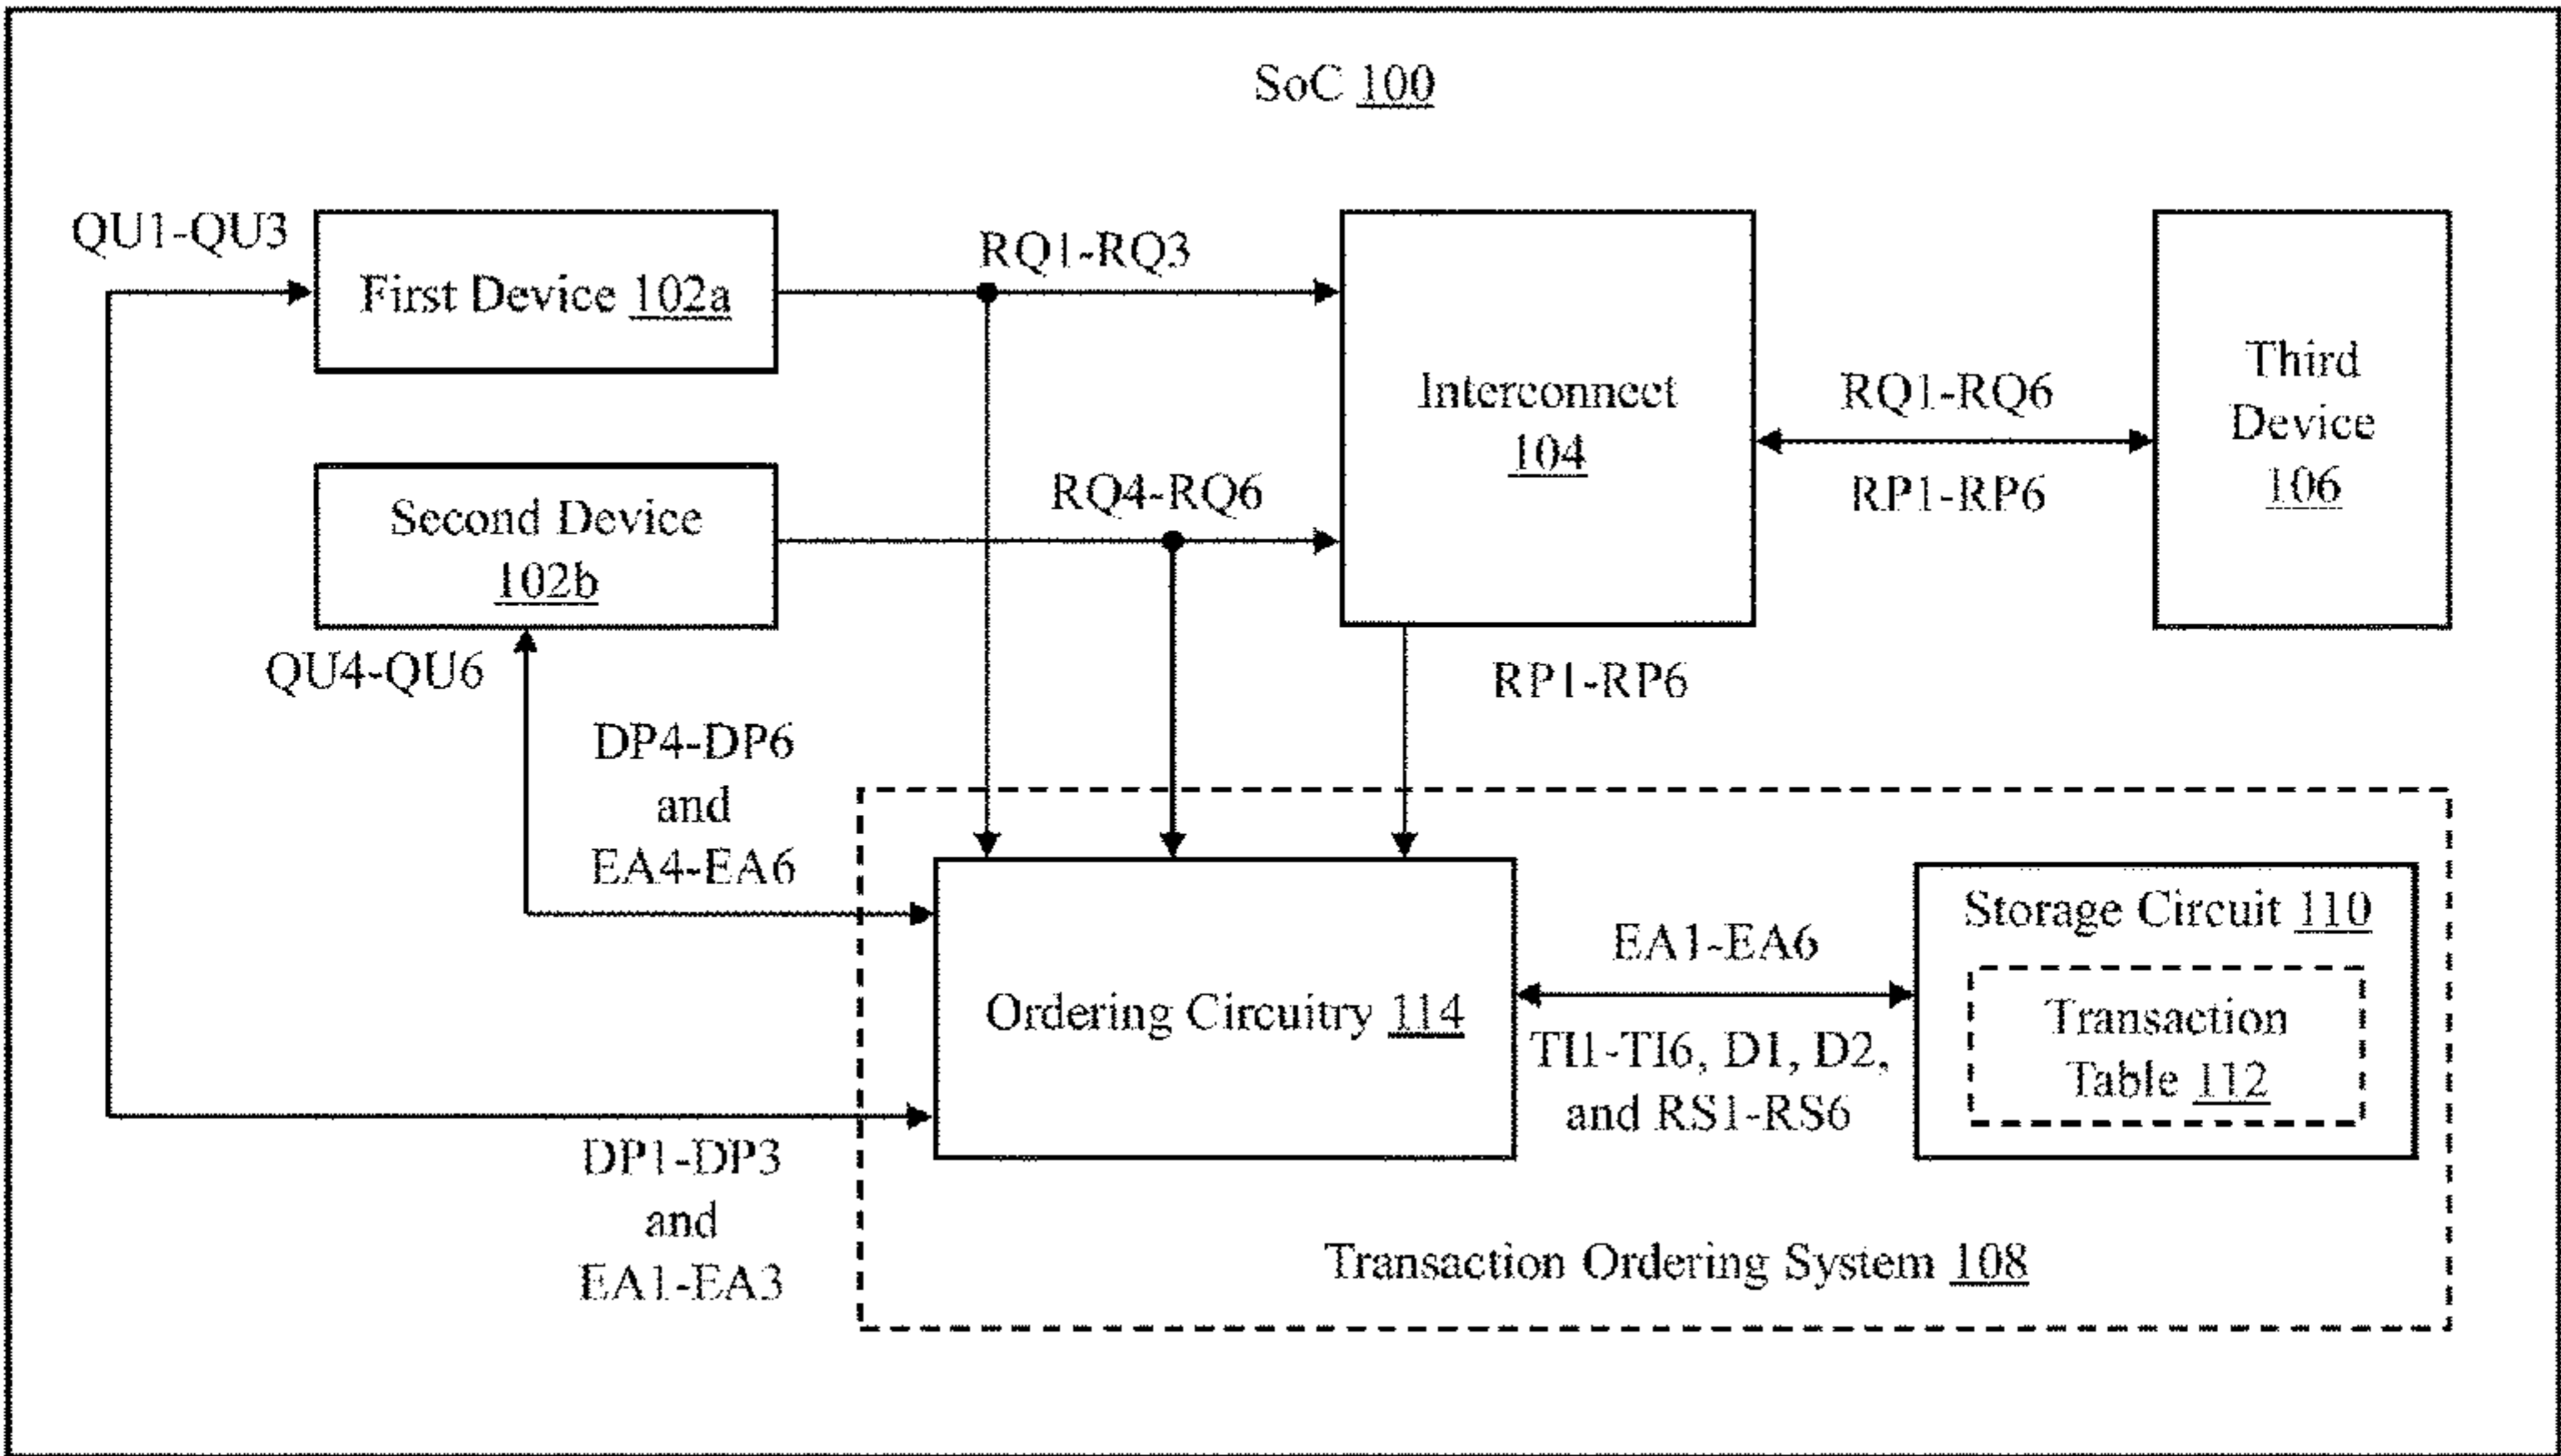 SoC 100
QU1-QU3
First Device 102a
RQ1-RQ3
Interconnect
104
RQ1-RQ6
RP1-RP6
Third
Device
106
Second Device
102b
RQ4-RQ6
QU4-QU6
RP1-RP6
DP4-DP6
and
EA4-EA6
Ordering Circuitry 114
EA1-EA6
TI1-TI6, D1, D2,
and RS1-RS6
Storage Circuit 110
Transaction
Table 112
DP1-DP3
and
EA1-EA3
Transaction Ordering System 108